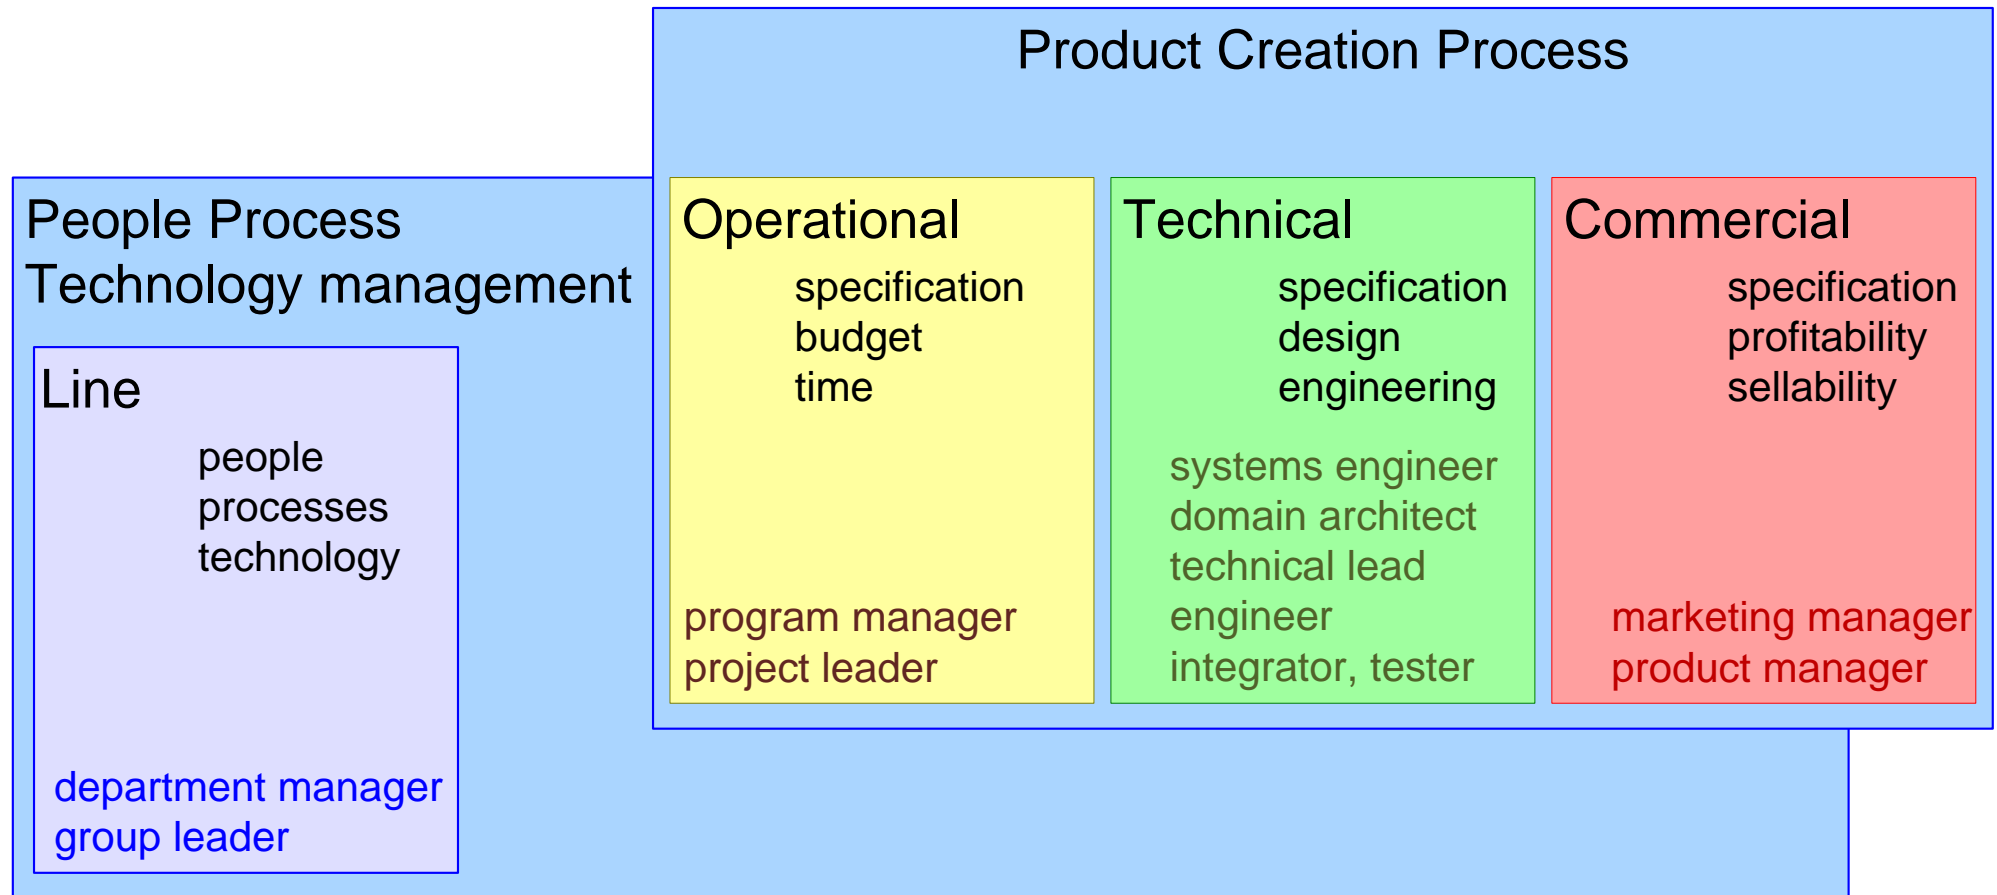 Product Creation Process
People Process
Technology management
Line
people
processes
technology
department manager
group leader
Operational
specification
budget
time
program manager
project leader
Technical
specification
design
engineering
systems engineer
domain architect
technical lead
engineer
integrator, tester
Commercial
specification
profitability
sellability
marketing manager
product manager